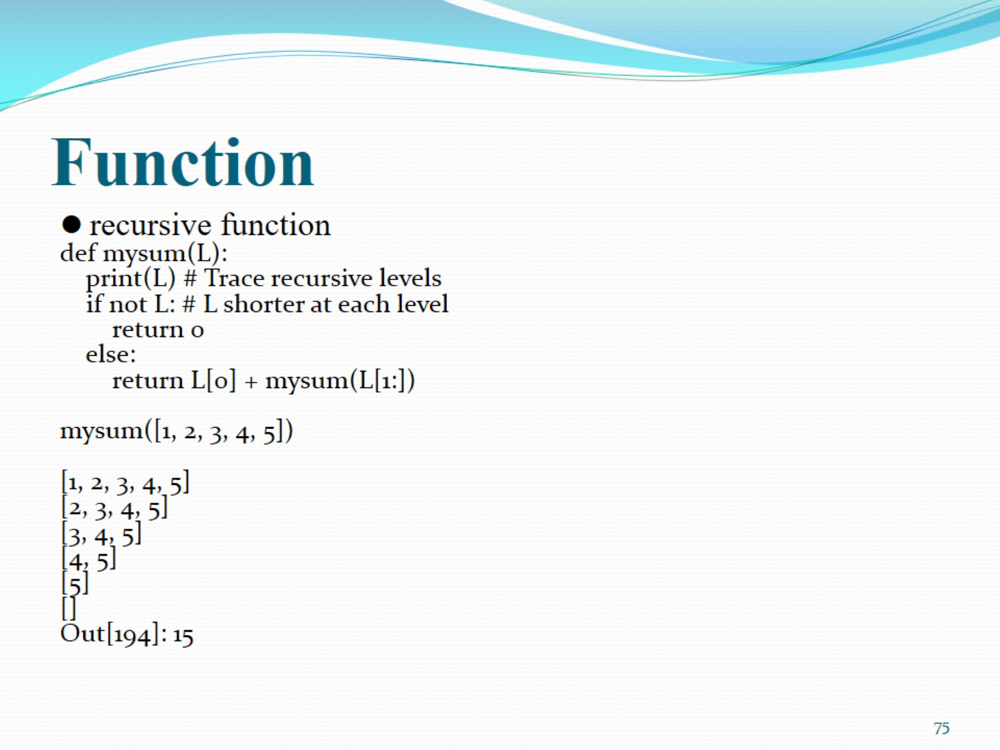 Function
● recursive function
def mysum(L):
    print(L) # Trace recursive levels
    if not L: # L shorter at each level
        return 0
    else:
        return L[0] + mysum(L[1:])
mysum([1, 2, 3, 4, 5])
[1, 2, 3, 4, 5]
[2, 3, 4, 5]
[3, 4, 5]
[4, 5]
[5]
[]
Out[194]: 15
75